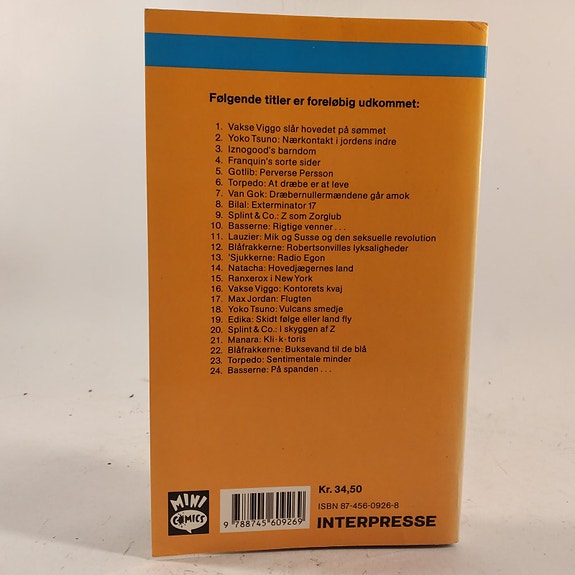 Følgende titler er foreløbig udkommet:
1. Vakse Viggo slår hovedet på sømmet
2. Yoko Tsuno: Nærkontakt i jordens indre
3. Iznogood's barndom
4. Franquin's sorte sider
5. Gotlib: Perverse Persson
6. Torpedo: At dræbe er at leve
7. Van Gok: Dræbernullermændene går amok
8. Bilal: Exterminator 17
9. Splint & Co.: Z som Zorglub
10. Basserne: Rigtige venner . . .
11. Lauzier: Mik og Susse og den seksuelle revolution
12. Blåfrakkerne: Robertsonvilles lyksaligheder
13. 'Sjukkerne: Radio Egon
14. Natacha: Hovedjægernes land
15. Ranxerox i New York
16. Vakse Viggo: Kontorets kvaj
17. Max Jordan: Flugten
18. Yoko Tsuno: Vulcans smedje
19. Edika: Skidt følge eller land fly
20. Splint & Co.: I skyggen af Z
21. Manara: Kli-k-toris
22. Blåfrakkerne: Buksevand til de blå
23. Torpedo: Sentimentale minder
24. Basserne: På spanden . . .
MINI
COMICS
9 788745 609269
Kr. 34,50
ISBN 87-456-0926-8
INTERPRESSE